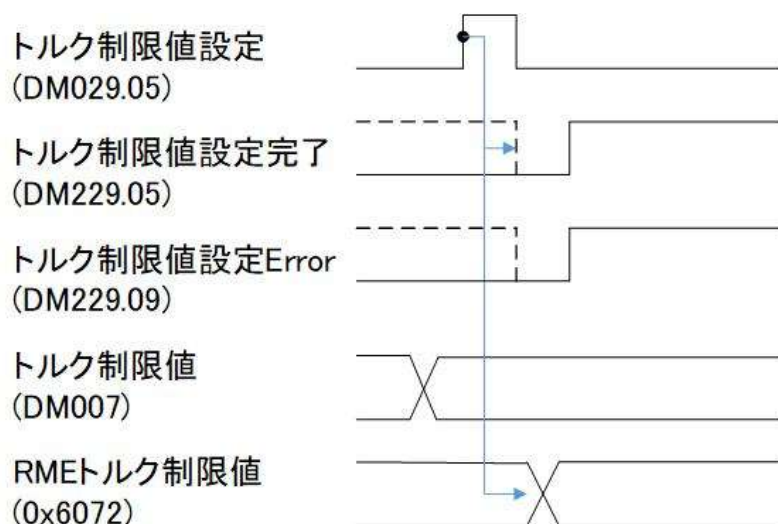 トルク制限値設定
(DM029.05)
トルク制限値設定完了
(DM229.05)
トルク制限値設定Error
(DM229.09)
トルク制限値
(DM007)
RMEトルク制限値
(0x6072)